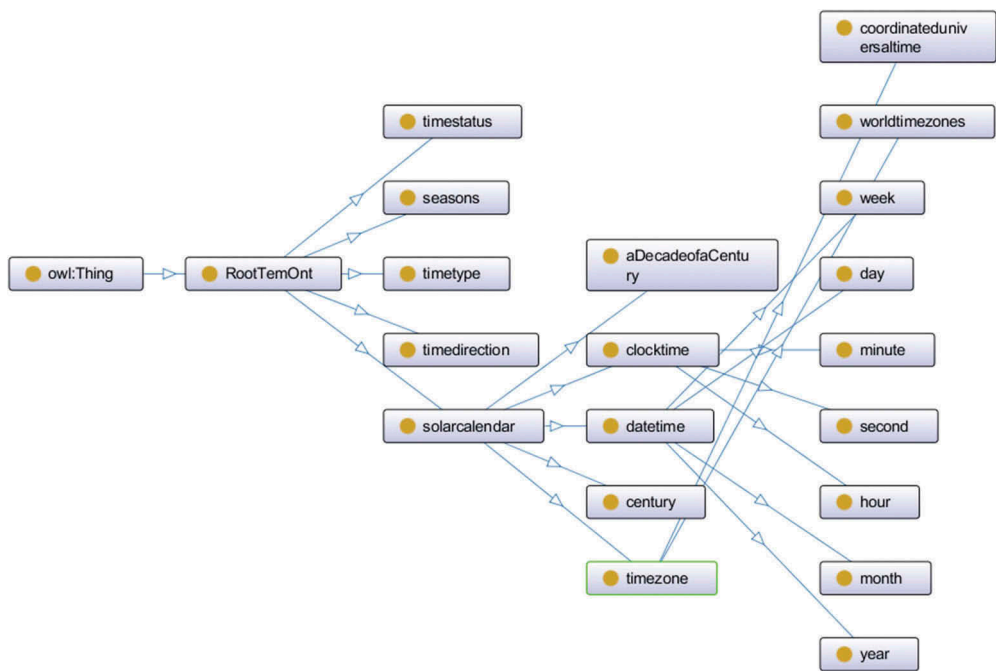 owl:Thing
RootTemOnt
timestatus
seasons
timetype
timedirection
solarcalendar
aDecadeofaCentu
ry
clocktime
datetime
century
timezone
coordinateduniv
ersaltime
worldtimezones
week
day
minute
second
hour
month
year